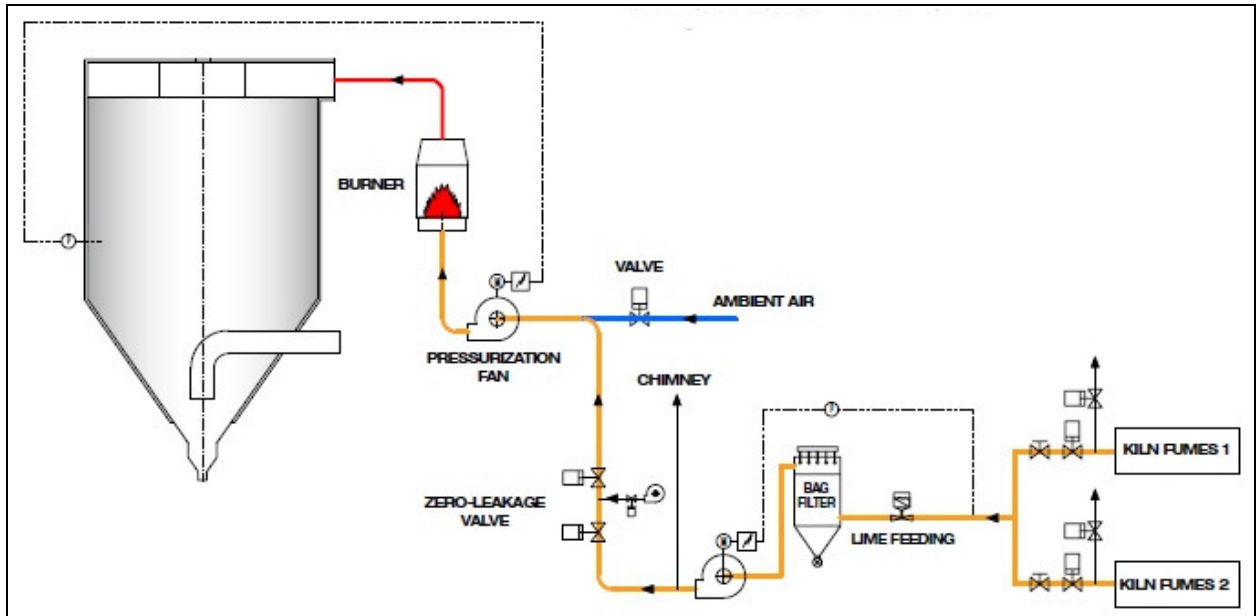 BURNER
VALVE
AMBIENT AIR
PRESSURIZATION
FAN
CHIMNEY
KILN FUMES 1
BAG
FILTER
ZERO-LEAKAGE
VALVE
LIME FEEDING
KILN FUMES 2